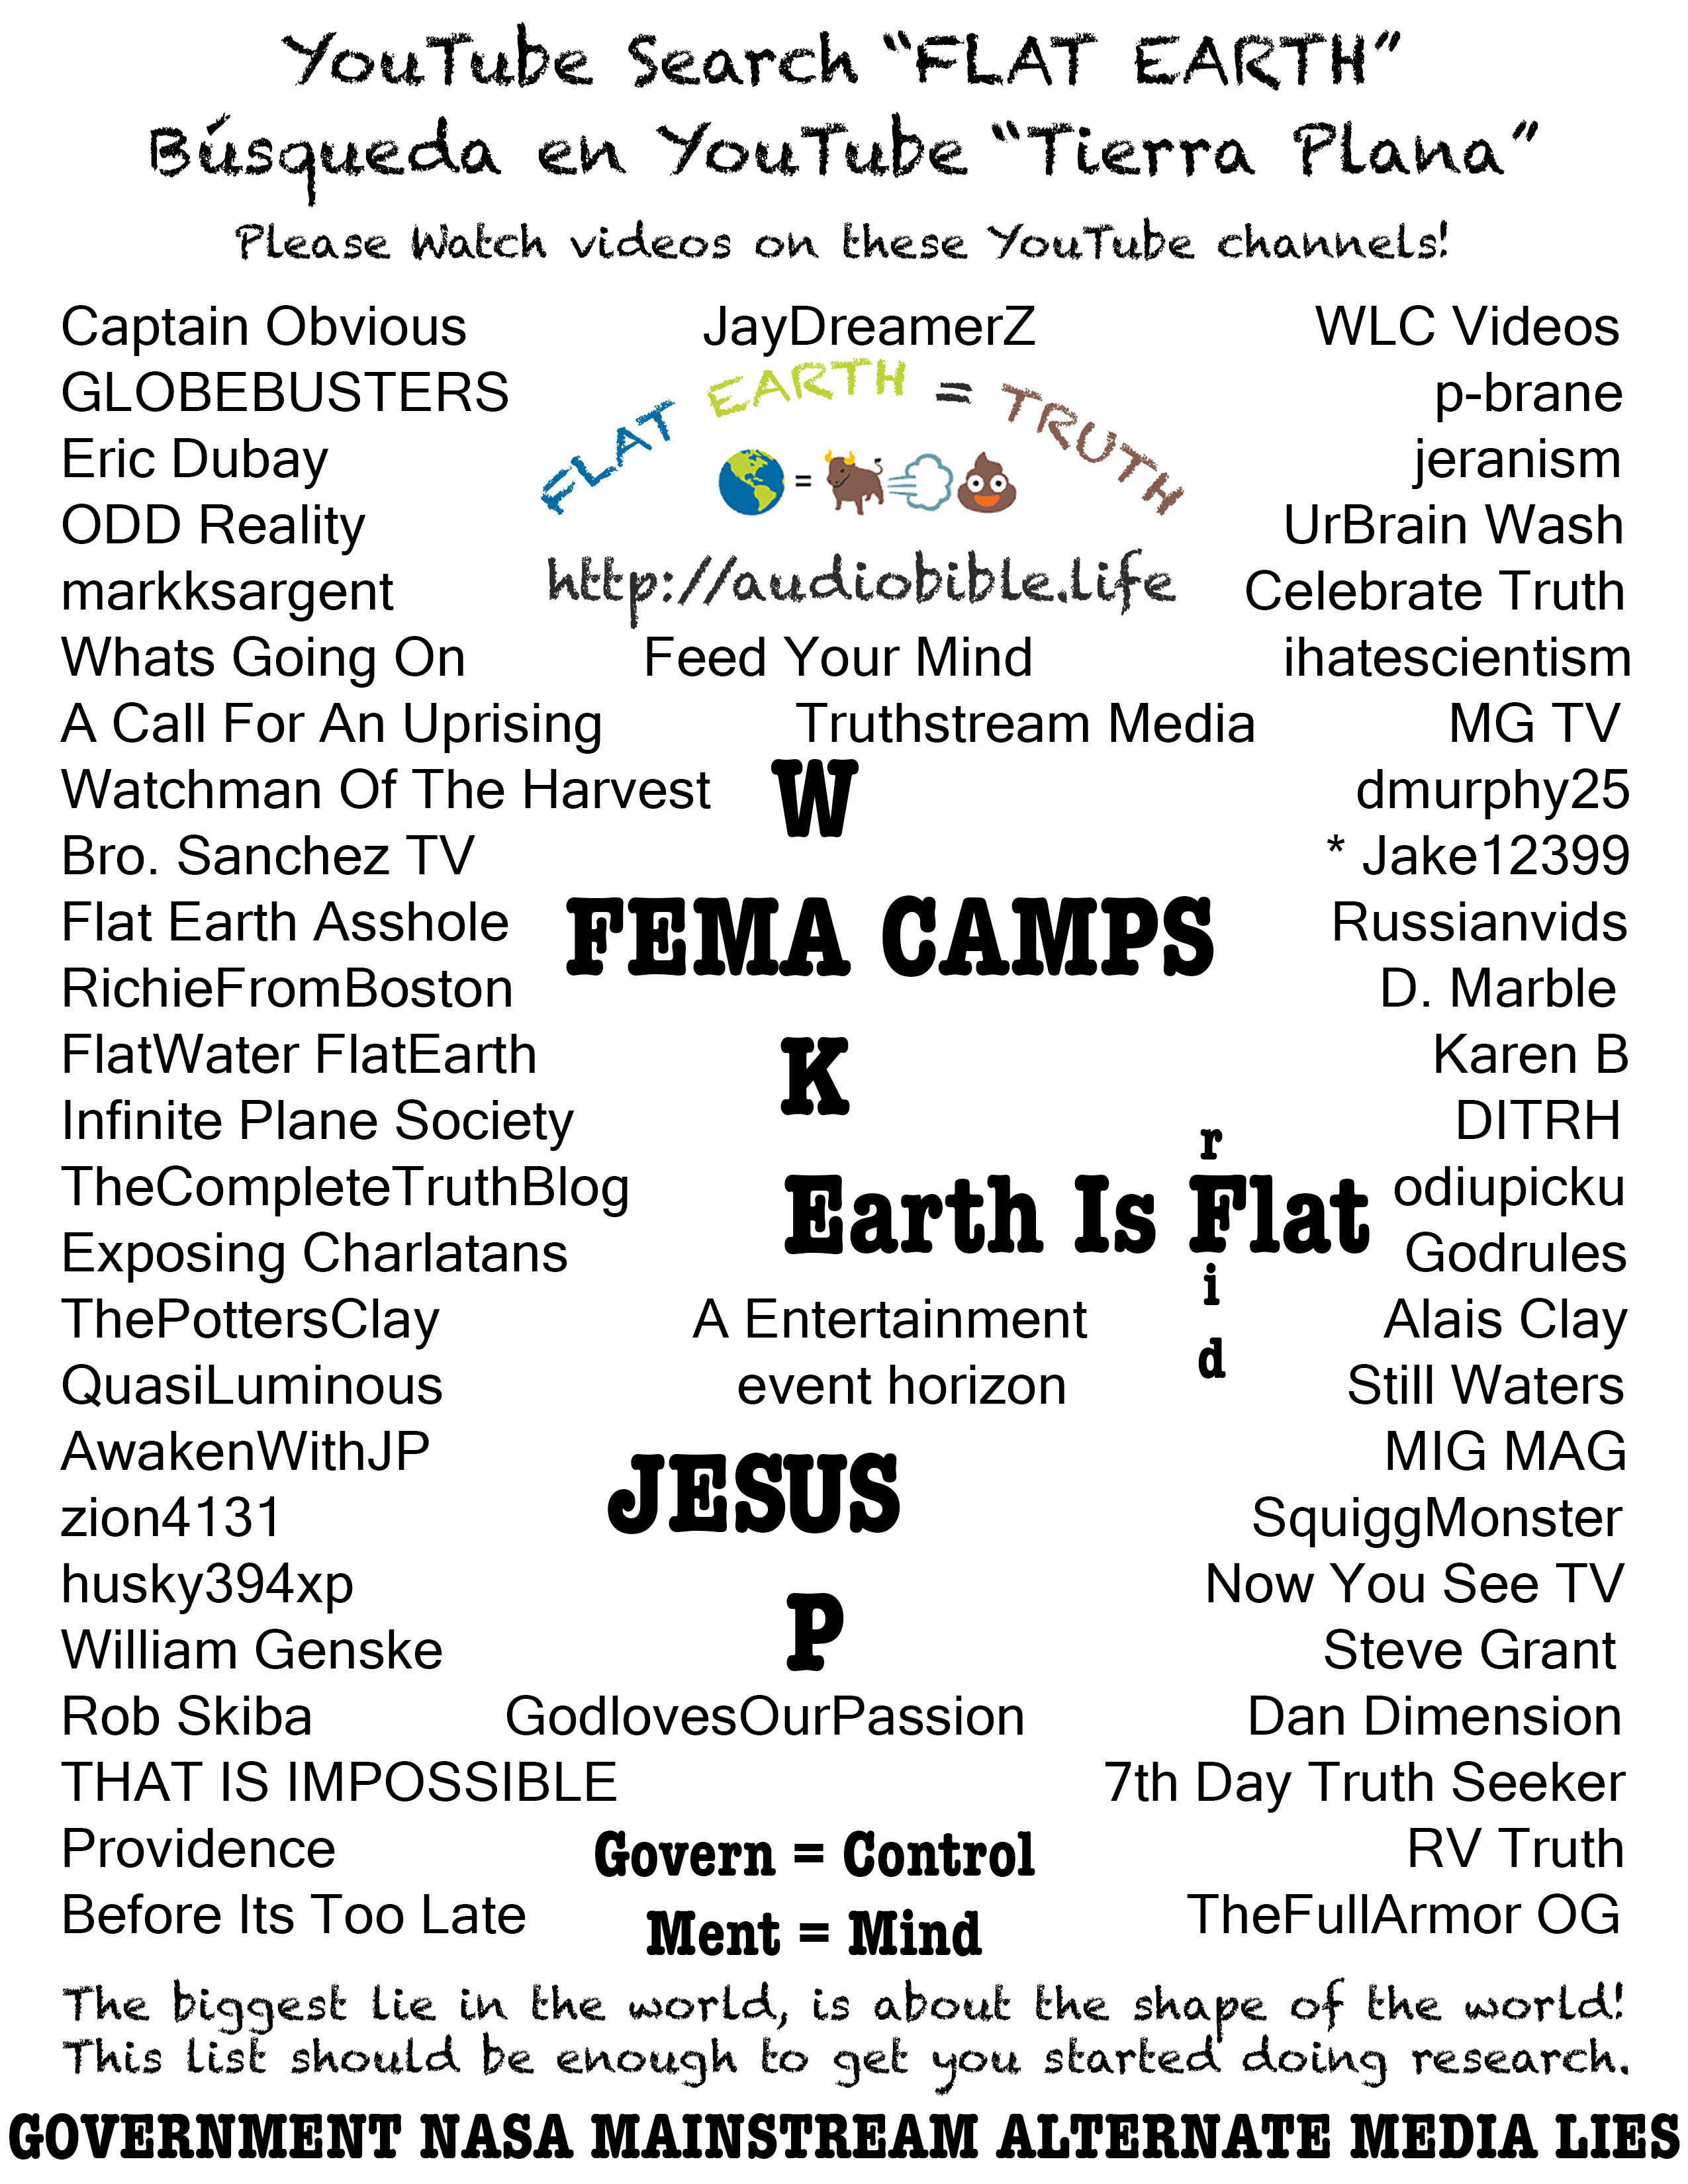 YouTube Search “FLAT EARTH”
Búsqueda en YouTube “Tierra Plana”
Please Watch videos on these YouTube channels!
Captain Obvious JayDreamerZ WLC Videos
GLOBEBUSTERS FLAT EARTH = TRUTH p-brane
Eric Dubay = jeranism
ODD Reality UrBrain Wash
markksargent http://audiobible.life Celebrate Truth
Whats Going On Feed Your Mind ihatescientism
A Call For An Uprising Truthstream Media MG TV
Watchman Of The Harvest W dmurphy25
Bro. Sanchez TV * Jake12399
Flat Earth Asshole FEMA CAMPS Russianvids
RichieFromBoston D. Marble
FlatWater FlatEarth K Karen B
Infinite Plane Society r DITRH
TheCompleteTruthBlog Earth Is Flat odiupicku
Exposing Charlatans i Godrules
ThePottersClay A Entertainment d Alais Clay
QuasiLuminous event horizon Still Waters
AwakenWithJP JESUS MIG MAG
zion4131 SquiggMonster
husky394xp Now You See TV
William Genske P Steve Grant
Rob Skiba GodlovesOurPassion Dan Dimension
THAT IS IMPOSSIBLE 7th Day Truth Seeker
Providence Govern = Control RV Truth
Before Its Too Late Ment = Mind TheFullArmor OG
The biggest lie in the world, is about the shape of the world!
This list should be enough to get you started doing research.
GOVERNMENT NASA MAINSTREAM ALTERNATE MEDIA LIES